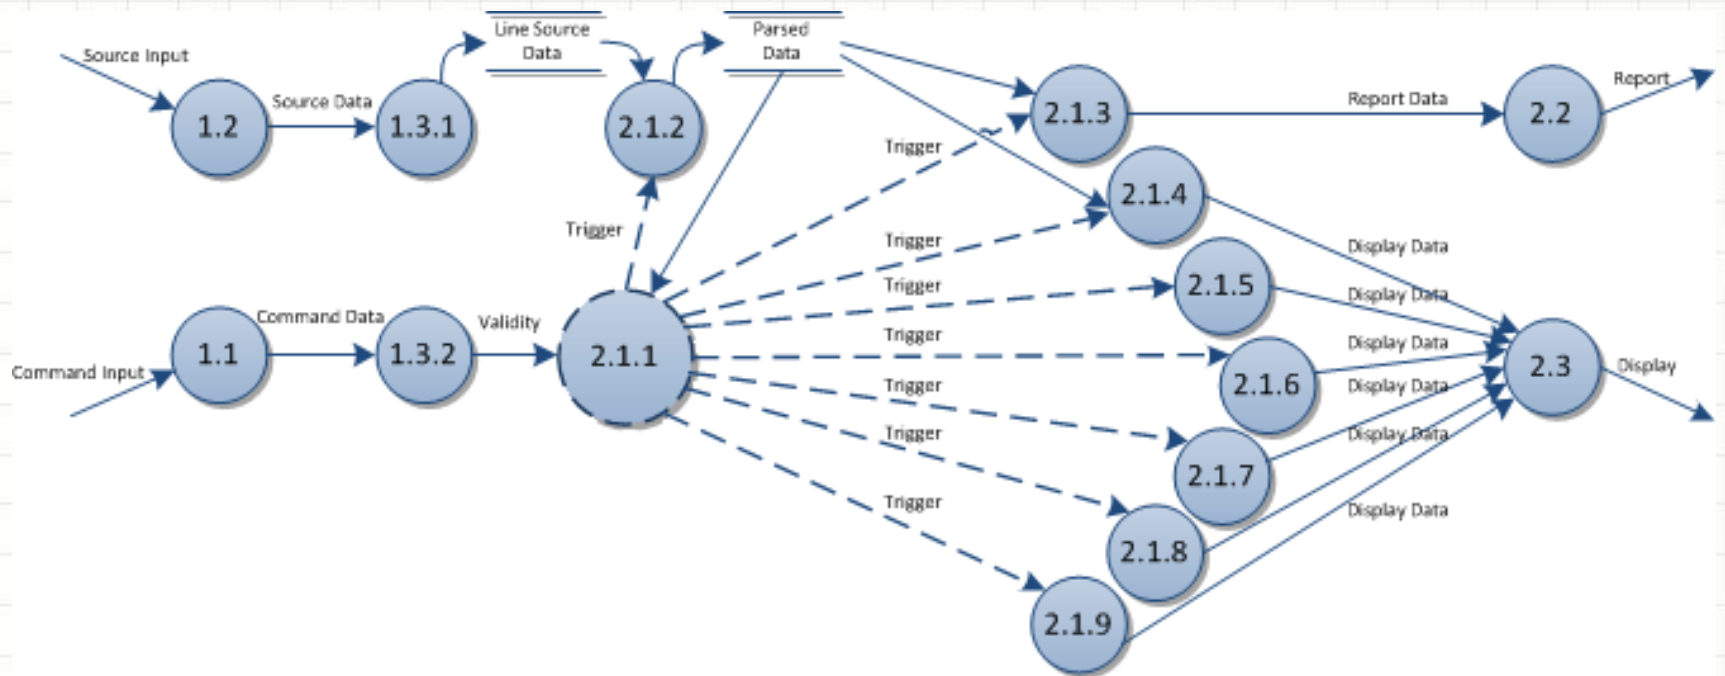 Source Input
1.2
Source Data
1.3.1
Line Source
Data
2.1.2
Parsed
Data
2.1.3
Report Data
2.2
Report
Trigger
Trigger
2.1.4
Display Data
Trigger
Trigger
2.1.5
Display Data
Command Input
1.1
Command Data
1.3.2
Validity
2.1.1
Trigger
2.1.6
Display Data
2.3
Display
Trigger
2.1.7
Display Data
Trigger
2.1.8
Display Data
Trigger
2.1.9
Display Data